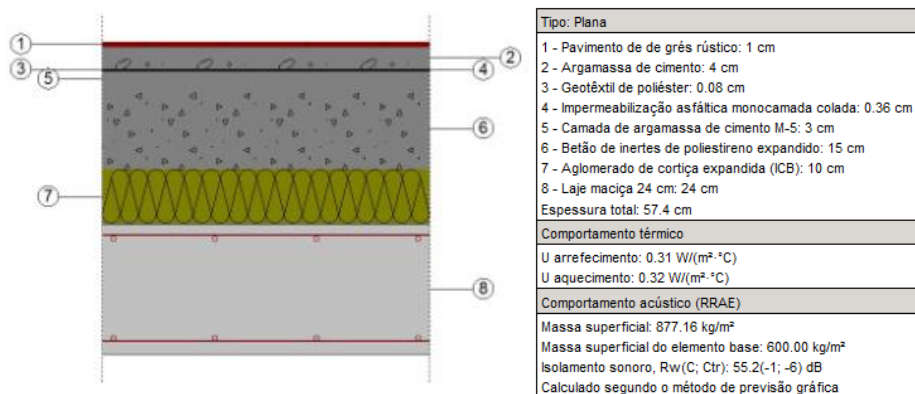 1
3
5
7
2
4
6
8
Tipo: Plana
1 - Pavimento de de grés rústico: 1 cm
2 - Argamassa de cimento: 4 cm
3 - Geotêxtil de poliéster: 0.08 cm
4 - Impermeabilização asfáltica monocamada colada: 0.36 cm
5 - Camada de argamassa de cimento M-5: 3 cm
6 - Betão de inertes de poliestireno expandido: 15 cm
7 - Aglomerado de cortiça expandida (ICB): 10 cm
8 - Laje maciça 24 cm: 24 cm
Espessura total: 57.4 cm
Comportamento térmico
U arrefecimento: 0.31 W/(m²·°C)
U aquecimento: 0.32 W/(m²·°C)
Comportamento acústico (RRAE)
Massa superficial: 877.16 kg/m²
Massa superficial do elemento base: 600.00 kg/m²
Isolamento sonoro, Rw(C; Ctr): 55.2(-1; -6) dB
Calculado segundo o método de previsão gráfica